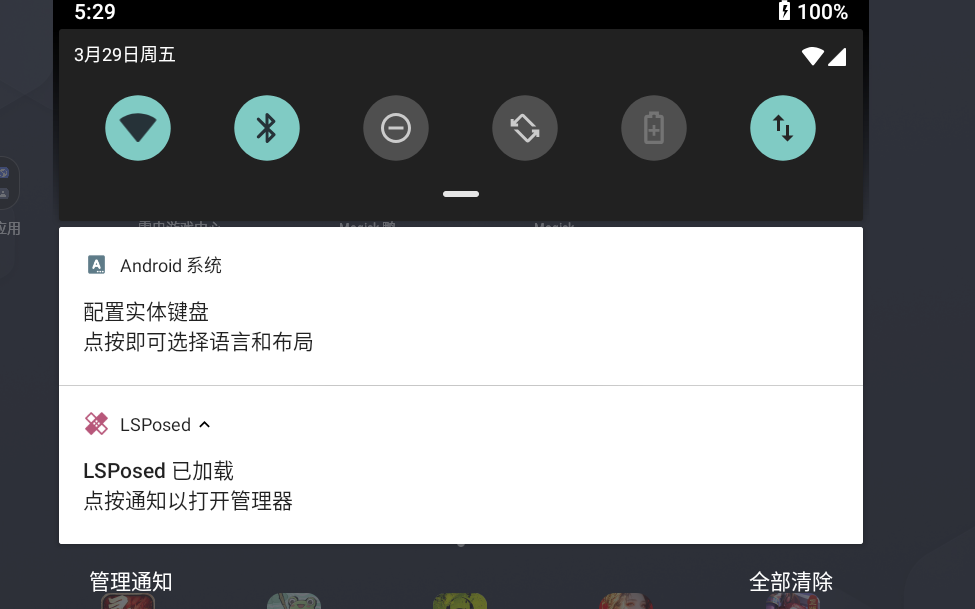 5:29
100%
3月29日周五
Android 系统
配置实体键盘
点按即可选择语言和布局
LSPosed
LSPosed 已加载
点按通知以打开管理器
管理通知
全部清除
应用